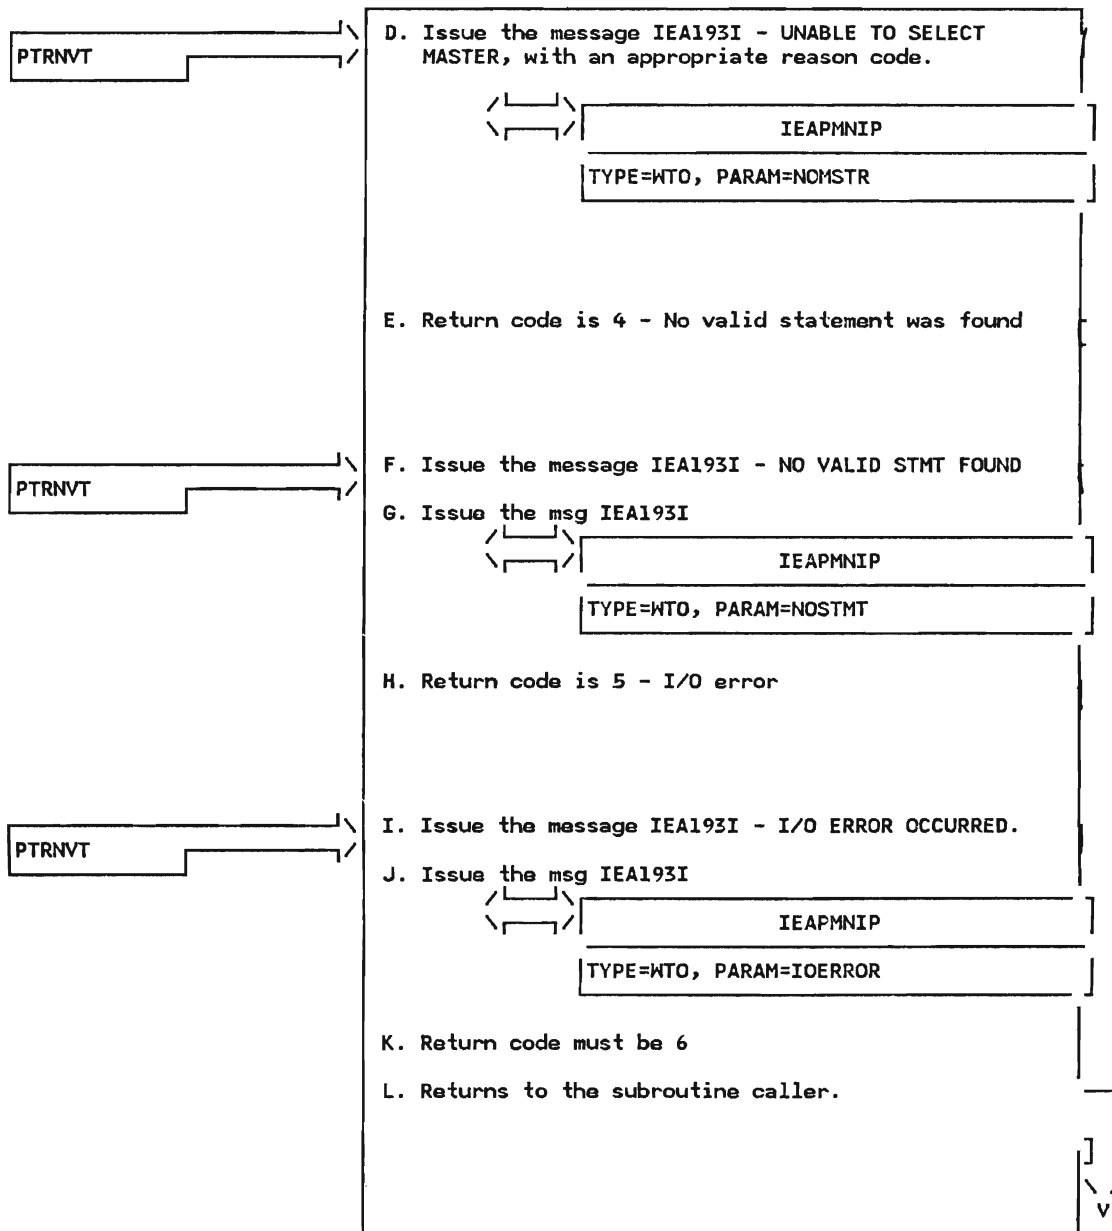 D. Issue the message IEA193I - UNABLE TO SELECT
MASTER, with an appropriate reason code.
PTRNVT
IEAPMNIP
TYPE=WTO, PARAM=NOMSTR
E. Return code is 4 - No valid statement was found
F. Issue the message IEA193I - NO VALID STMT FOUND
PTRNVT
G. Issue the msg IEA193I
IEAPMNIP
TYPE=WTO, PARAM=NOSTMT
H. Return code is 5 - I/O error
I. Issue the message IEA193I - I/O ERROR OCCURRED.
PTRNVT
J. Issue the msg IEA193I
IEAPMNIP
TYPE=WTO, PARAM=IOERROR
K. Return code must be 6
L. Returns to the subroutine caller.
V